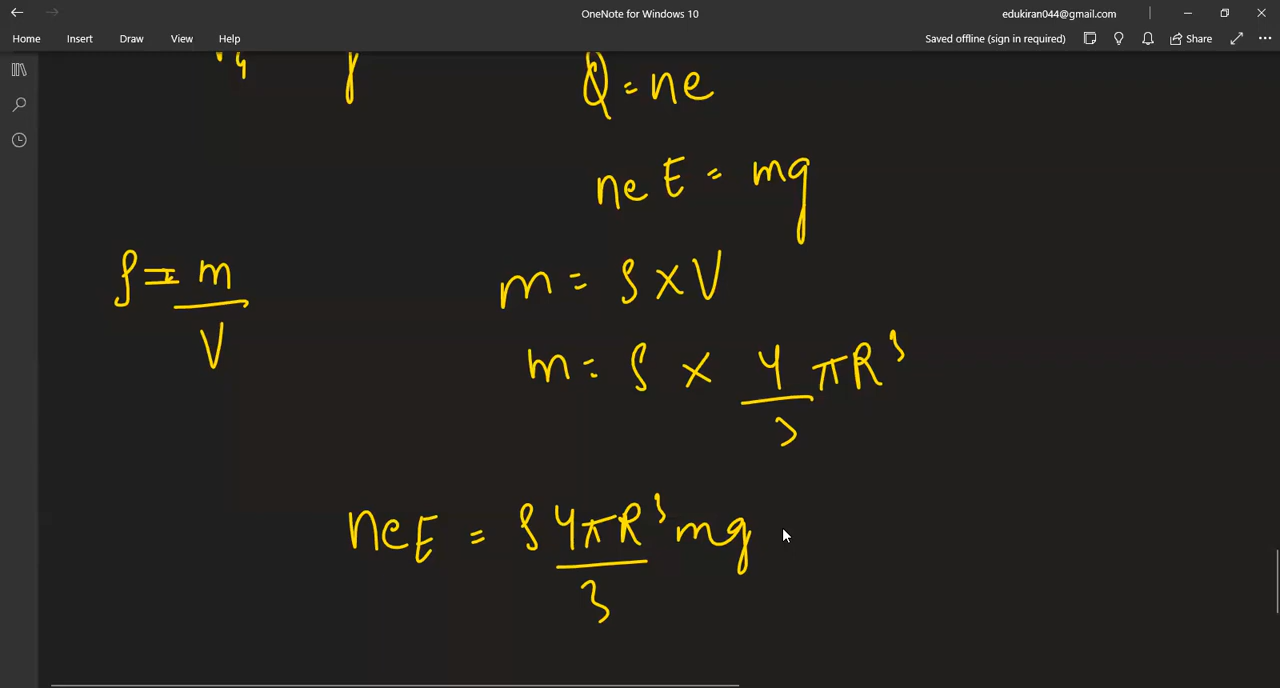 OneNote for Windows 10
edukiran044@gmail.com
Home Insert Draw View Help
Saved offline (sign in required)
Share
Q = ne
neE = mg
ρ = m/V
m = ρ × V
m = ρ × 4/3 πR³
neE = ρ 4πR³/3 mg